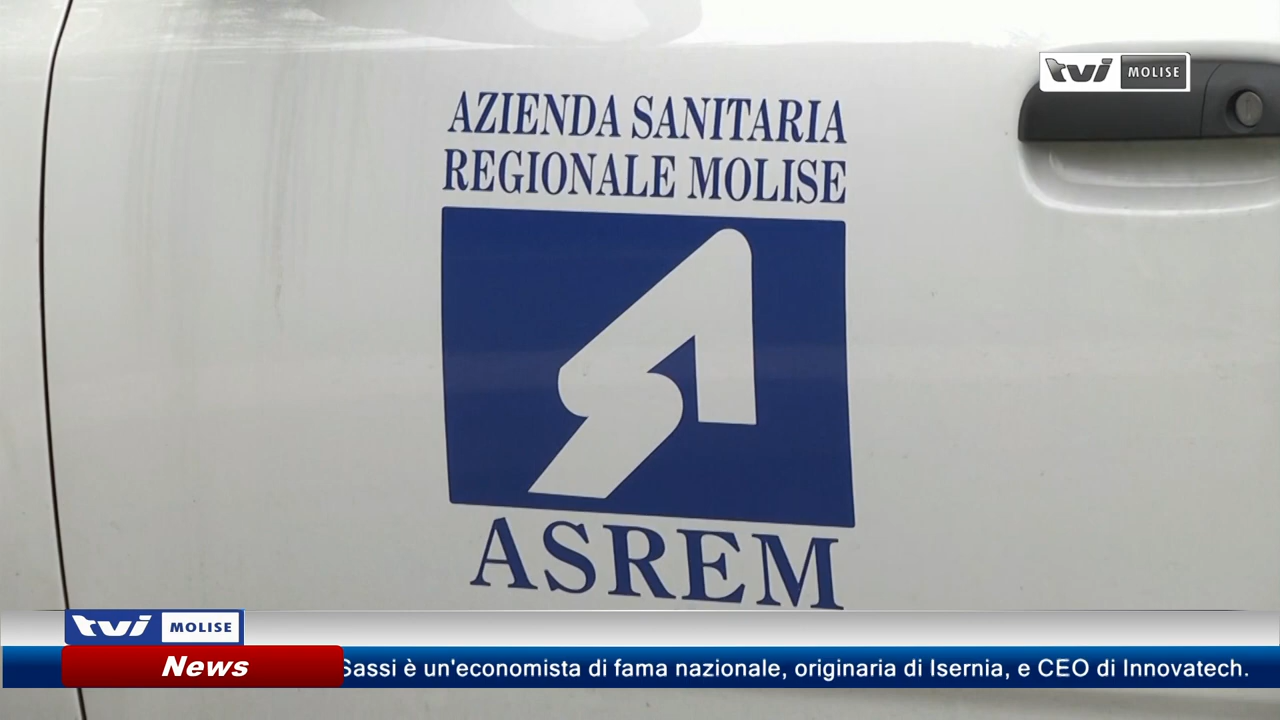 tvi MOLISE
AZIENDA SANITARIA
REGIONALE MOLISE
ASREM
tvi MOLISE
News
Sassi è un'economista di fama nazionale, originaria di Isernia, e CEO di Innovatech.